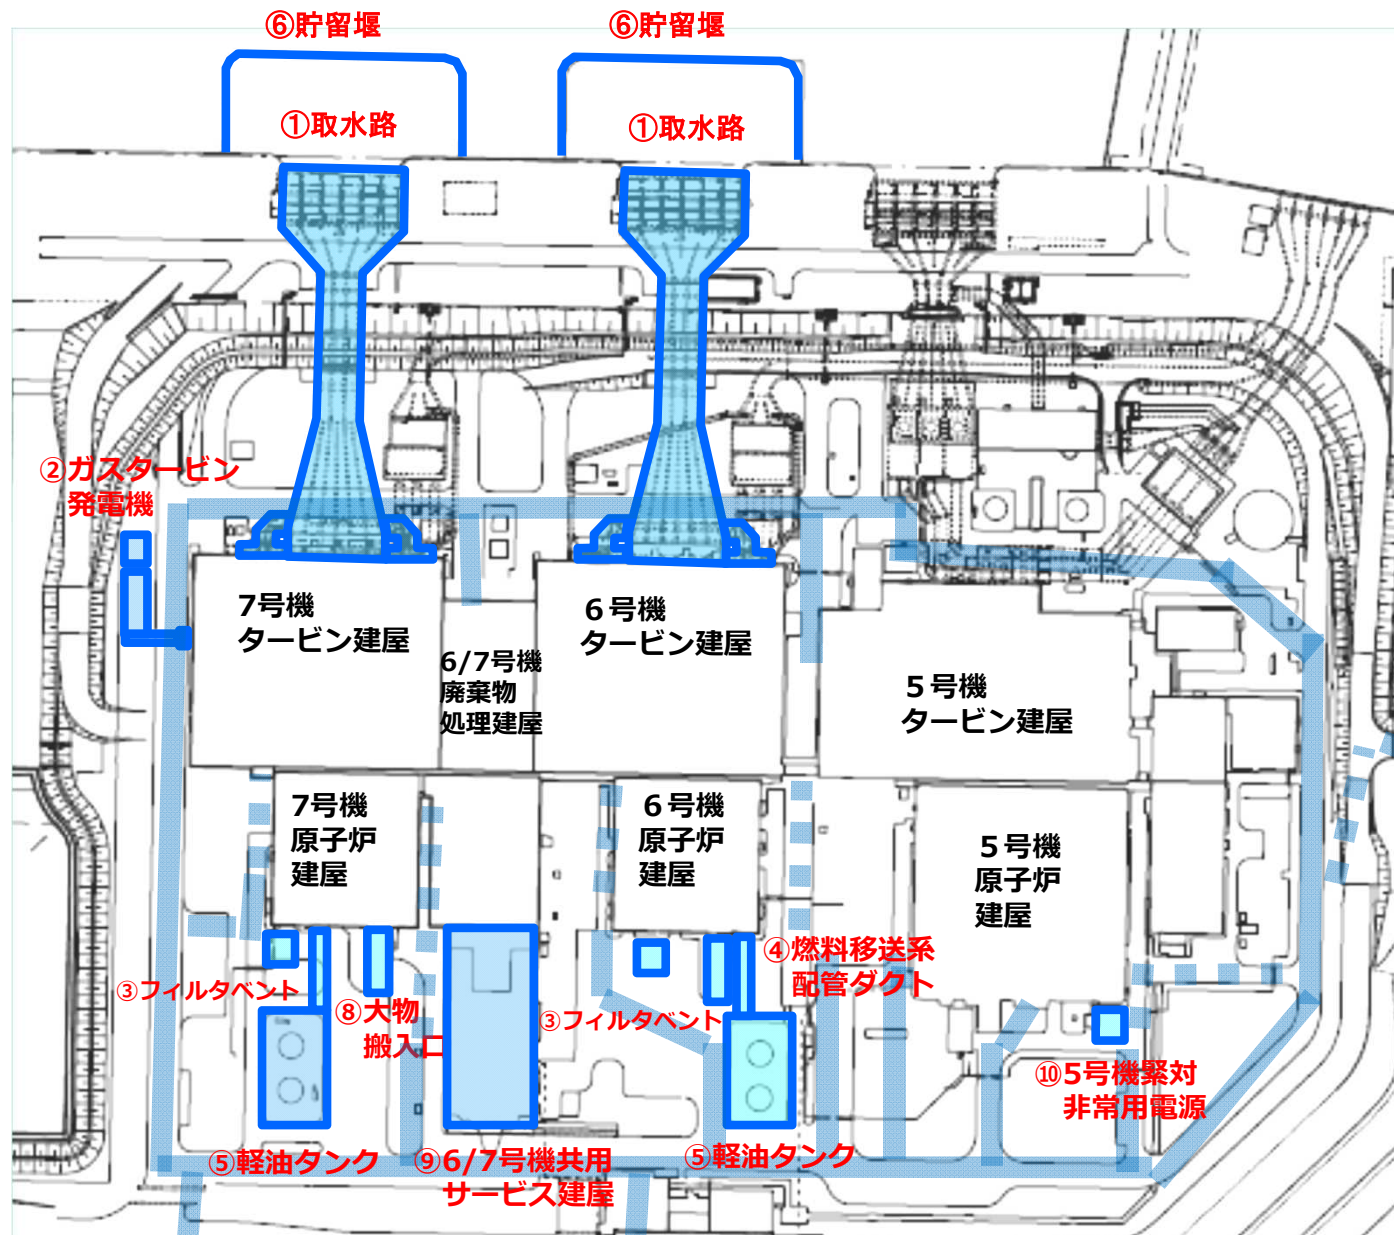 ⑥貯留堰
⑥貯留堰
①取水路
①取水路
②ガスタービン
発電機
7号機
タービン建屋
６号機
タービン建屋
6/7号機
廃棄物
処理建屋
５号機
タービン建屋
7号機
原子炉
建屋
６号機
原子炉
建屋
５号機
原子炉
建屋
④燃料移送系
配管ダクト
③フィルタベント
⑧大物
搬入口
③フィルタベント
⑩5号機緊対
非常用電源
⑤軽油タンク
⑨6/7号機共用
サービス建屋
⑤軽油タンク